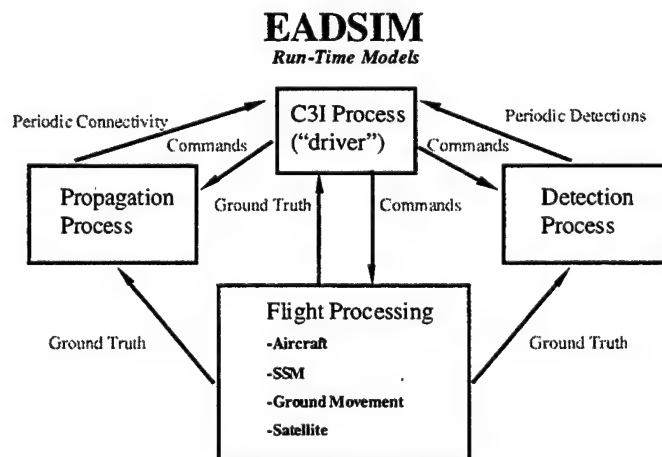 EADSIM
Run-Time Models
C3I Process
("driver")
Periodic Connectivity
Periodic Detections
Commands
Commands
Propagation
Process
Ground Truth
Commands
Detection
Process
Flight Processing
-Aircraft
-SSM
-Ground Movement
-Satellite
Ground Truth
Ground Truth